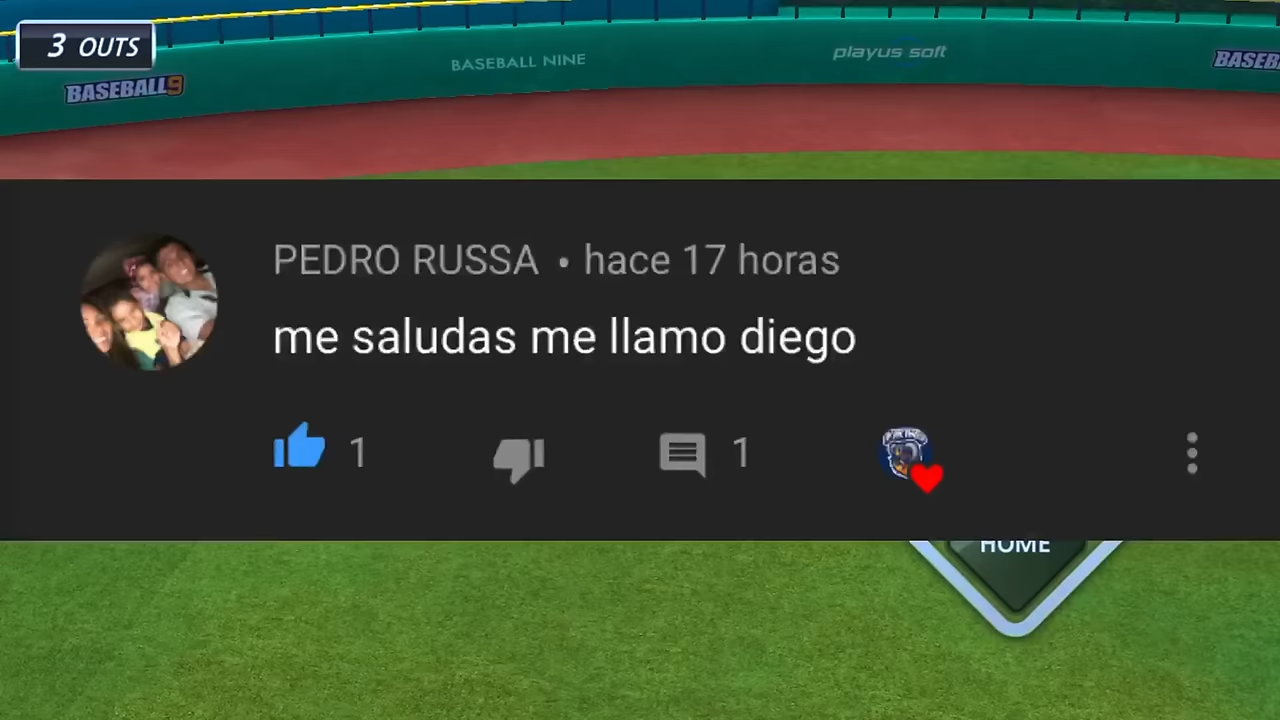 3 OUTS
BASEBALL9
BASEBALL NINE
playus soft
BASEB
PEDRO RUSSA • hace 17 horas
me saludas me llamo diego
1
1
HOME